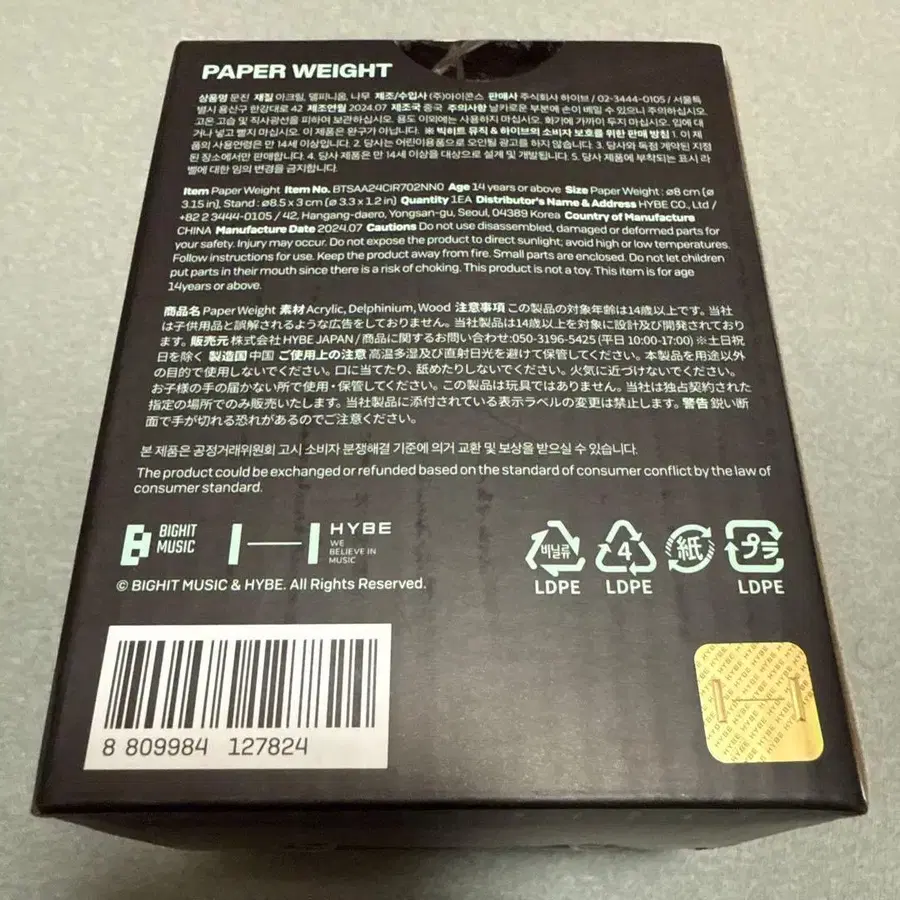 PAPER WEIGHT
상품명 문진 재질 아크릴, 델피니움, 나무 제조/수입사 (주)아이콘스 판매사 주식회사 하이브 / 02-3444-0105 / 서울특
별시 용산구 한강대로 42 제조연월 2024.07 제조국 중국 주의사항 날카로운 부분에 손이 베일 수 있으니 주의하십시오.
고온 고습 및 직사광선을 피하여 보관하십시오. 용도 이외에는 사용하지 마십시오. 화기에 가까이 두지 마십시오. 입에 대
거나 넣고 빨지 마십시오. 이 제품은 완구가 아닙니다. ※ 빅히트 뮤직 & 하이브의 소비자 보호를 위한 판매 방침 1. 이 제
품의 사용연령은 만 14세 이상입니다. 2. 당사는 어린이용품으로 오인될 광고를 하지 않습니다. 3. 당사와 독점 계약된 지정
된 장소에서만 판매합니다. 4. 당사 제품은 만 14세 이상을 대상으로 설계 및 개발됩니다. 5. 당사 제품에 부착되는 표시 라
벨에 대한 임의 변경을 금지합니다.
Item Paper Weight Item No. BTSAA24CIR702NN0 Age 14 years or above Size Paper Weight : ø8 cm (ø
3.15 in), Stand : ø8.5 x 3 cm (ø 3.3 x 1.2 in) Quantity 1EA Distributor's Name & Address HYBE CO., Ltd /
+82 2 3444-0105 / 42, Hangang-daero, Yongsan-gu, Seoul, 04389 Korea Country of Manufacture
CHINA Manufacture Date 2024.07 Cautions Do not use disassembled, damaged or deformed parts for
your safety. Injury may occur. Do not expose the product to direct sunlight; avoid high or low temperatures.
Follow instructions for use. Keep the product away from fire. Small parts are enclosed. Do not let children
put parts in their mouth since there is a risk of choking. This product is not a toy. This item is for age
14years or above.
商品名 Paper Weight 素材 Acrylic, Delphinium, Wood 注意事項 この製品の対象年齢は14歳以上です。当社
は子供用品と誤解されるような広告をしておりません。当社製品は14歳以上を対象に設計及び開発されており
ます。販売元 株式会社 HYBE JAPAN / 商品に関するお問い合わせ:050-3196-5425 (平日 10:00-17:00) ※土日祝
日を除く 製造国 中国 ご使用上の注意 高温多湿及び直射日光を避けて保管してください。本製品を用途以外
の目的で使用しないでください。口に当てたり、舐めたりしないでください。火気に近づけないでください。
お子様の手の届かない所で使用・保管してください。この製品は玩具ではありません。当社は独占契約された
指定の場所でのみ販売いたします。当社製品に添付されている表示ラベルの変更は禁止します。警告 鋭い断
面で手が切れる恐れがあるのでご注意ください。
본 제품은 공정거래위원회 고시 소비자 분쟁해결 기준에 의거 교환 및 보상을 받으실 수 있습니다.
The product could be exchanged or refunded based on the standard of consumer conflict by the law of
consumer standard.
BIGHIT
MUSIC
HYBE
WE
BELIEVE IN
MUSIC
비닐류
LDPE
4
LDPE
紙
プラ
LDPE
© BIGHIT MUSIC & HYBE. All Rights Reserved.
8 809984 127824
HYBE HYBE HYBE